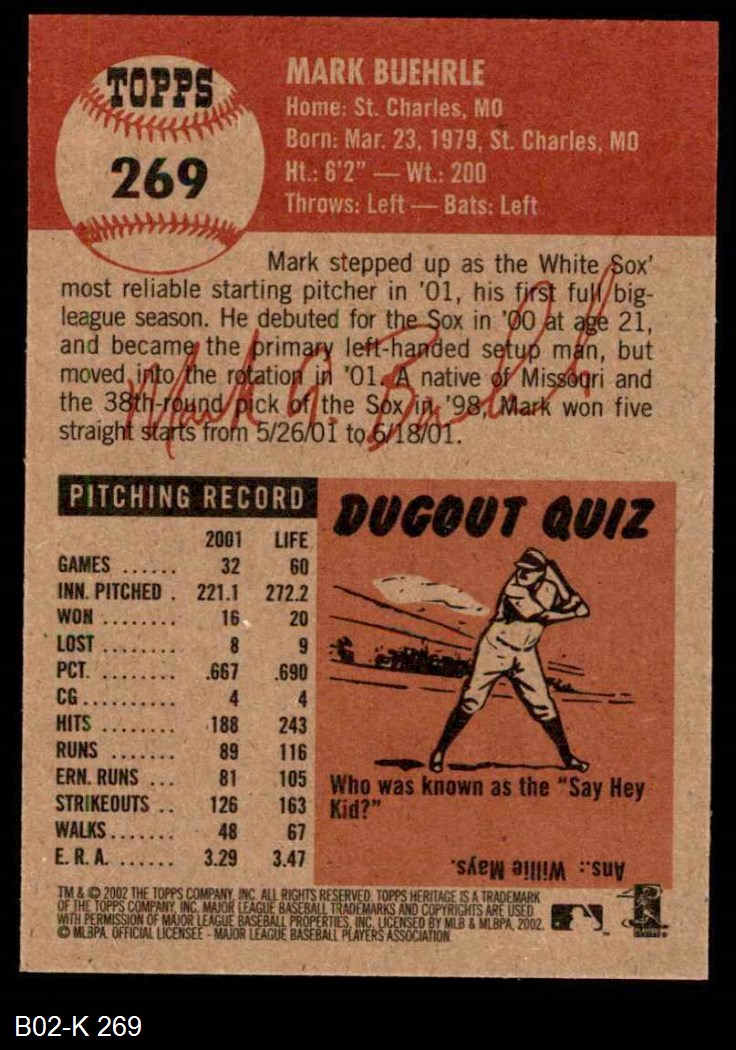 TOPPS
269
MARK BUEHRLE
Home: St. Charles, MO
Born: Mar. 23, 1979, St. Charles, MO
Ht.: 6'2" — Wt.: 200
Throws: Left — Bats: Left
Mark stepped up as the White Sox'
most reliable starting pitcher in '01, his first full big-
league season. He debuted for the Sox in '00 at age 21,
and became the primary left-handed setup man, but
moved into the rotation in '01. A native of Missouri and
the 38th-round pick of the Sox in '98, Mark won five
straight starts from 5/26/01 to 6/18/01.
PITCHING RECORD
2001 LIFE
GAMES ...... 32 60
INN. PITCHED . 221.1 272.2
WON ........ 16 20
LOST ........ 8 9
PCT. ........ .667 .690
CG .......... 4 4
HITS ........ 188 243
RUNS ....... 89 116
ERN. RUNS ... 81 105
STRIKEOUTS .. 126 163
WALKS....... 48 67
E. R. A. ...... 3.29 3.47
DUGOUT QUIZ
Who was known as the "Say Hey
Kid?"
Ans.: Willie Mays.
TM & © 2002 THE TOPPS COMPANY, INC. ALL RIGHTS RESERVED. TOPPS HERITAGE IS A TRADEMARK
OF THE TOPPS COMPANY, INC. MAJOR LEAGUE BASEBALL TRADEMARKS AND COPYRIGHTS ARE USED
WITH PERMISSION OF MAJOR LEAGUE BASEBALL PROPERTIES, INC. LICENSED BY MLB & MLBPA, 2002.
© MLBPA. OFFICIAL LICENSEE - MAJOR LEAGUE BASEBALL PLAYERS ASSOCIATION.
B02-K 269